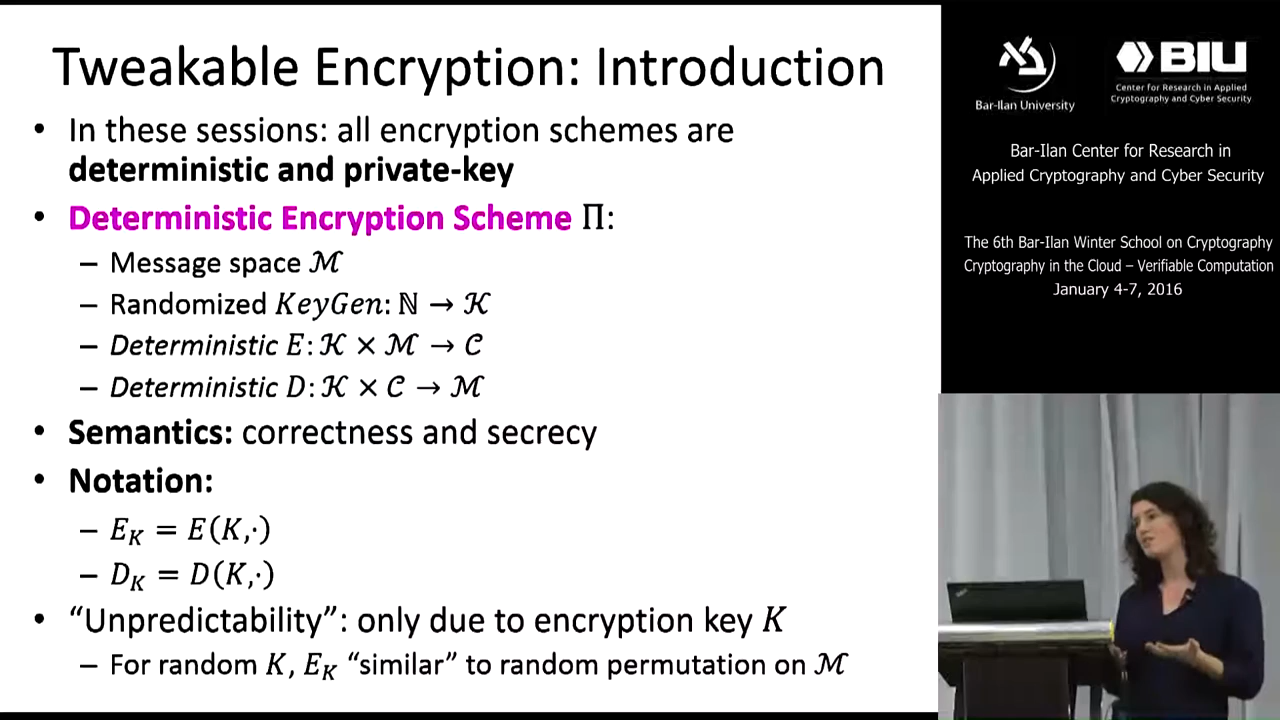 Tweakable Encryption: Introduction
• In these sessions: all encryption schemes are
deterministic and private-key
• Deterministic Encryption Scheme Π:
– Message space ℳ
– Randomized KeyGen: ℕ → 𝒦
– Deterministic E: 𝒦 × ℳ → 𝒞
– Deterministic D: 𝒦 × 𝒞 → ℳ
• Semantics: correctness and secrecy
• Notation:
– E_K = E(K,·)
– D_K = D(K,·)
• “Unpredictability”: only due to encryption key K
– For random K, E_K “similar” to random permutation on ℳ
Bar-Ilan University
BIU
Center for Research in Applied
Cryptography and Cyber Security
Bar-Ilan Center for Research in
Applied Cryptography and Cyber Security
The 6th Bar-Ilan Winter School on Cryptography
Cryptography in the Cloud – Verifiable Computation
January 4-7, 2016